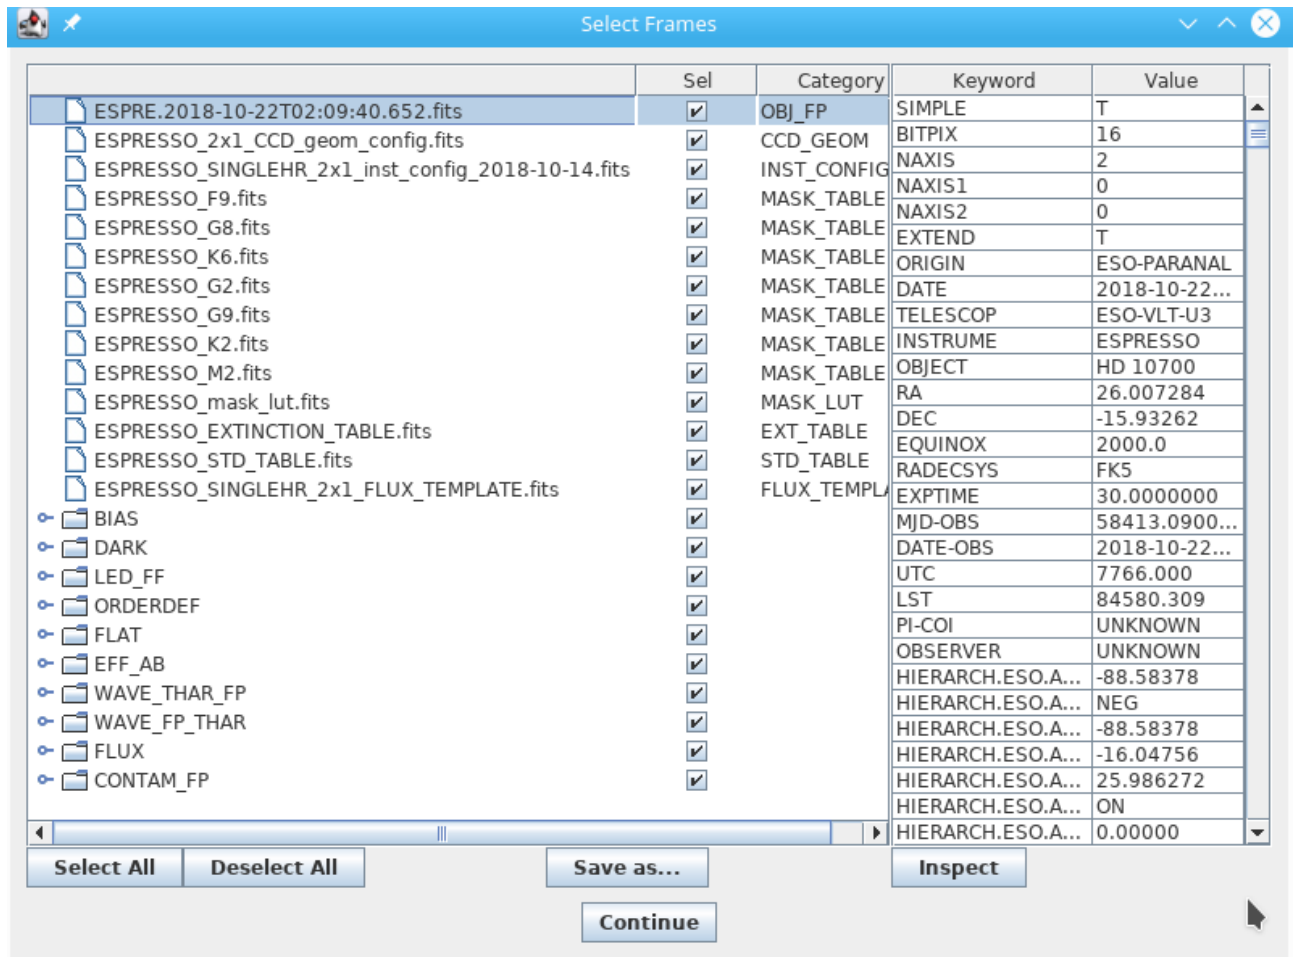 Select Frames
Sel Category Keyword Value
ESPRE.2018-10-22T02:09:40.652.fits OBJ_FP
ESPRESSO_2x1_CCD_geom_config.fits CCD_GEOM
ESPRESSO_SINGLEHR_2x1_inst_config_2018-10-14.fits INST_CONFIG
ESPRESSO_F9.fits MASK_TABLE
ESPRESSO_G8.fits MASK_TABLE
ESPRESSO_K6.fits MASK_TABLE
ESPRESSO_G2.fits MASK_TABLE
ESPRESSO_G9.fits MASK_TABLE
ESPRESSO_K2.fits MASK_TABLE
ESPRESSO_M2.fits MASK_TABLE
ESPRESSO_mask_lut.fits MASK_LUT
ESPRESSO_EXTINCTION_TABLE.fits EXT_TABLE
ESPRESSO_STD_TABLE.fits STD_TABLE
ESPRESSO_SINGLEHR_2x1_FLUX_TEMPLATE.fits FLUX_TEMPLA
BIAS
DARK
LED_FF
ORDERDEF
FLAT
EFF_AB
WAVE_THAR_FP
WAVE_FP_THAR
FLUX
CONTAM_FP
SIMPLE T
BITPIX 16
NAXIS 2
NAXIS1 0
NAXIS2 0
EXTEND T
ORIGIN ESO-PARANAL
DATE 2018-10-22...
TELESCOP ESO-VLT-U3
INSTRUME ESPRESSO
OBJECT HD 10700
RA 26.007284
DEC -15.93262
EQUINOX 2000.0
RADECSYS FK5
EXPTIME 30.0000000
MJD-OBS 58413.0900...
DATE-OBS 2018-10-22...
UTC 7766.000
LST 84580.309
PI-COI UNKNOWN
OBSERVER UNKNOWN
HIERARCH.ESO.A... -88.58378
HIERARCH.ESO.A... NEG
HIERARCH.ESO.A... -88.58378
HIERARCH.ESO.A... -16.04756
HIERARCH.ESO.A... 25.986272
HIERARCH.ESO.A... ON
HIERARCH.ESO.A... 0.00000
Select All Deselect All Save as... Inspect
Continue